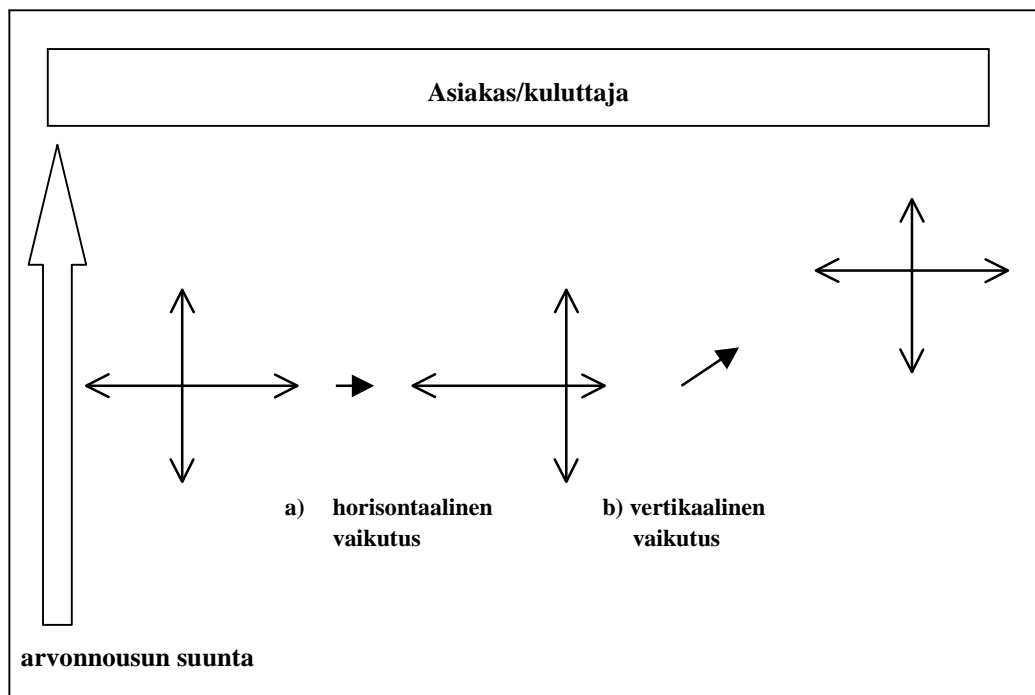 Asiakas/kuluttaja
a) horisontaalinen
vaikutus
b) vertikaalinen
vaikutus
arvonnousun suunta